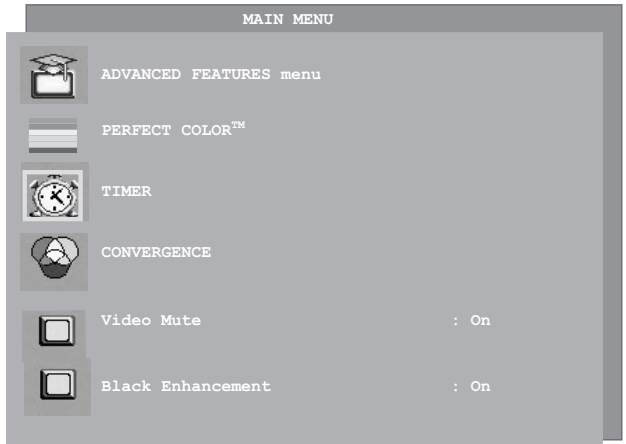 MAIN MENU
ADVANCED FEATURES menu
PERFECT COLOR™
TIMER
CONVERGENCE
Video Mute : On
Black Enhancement : On